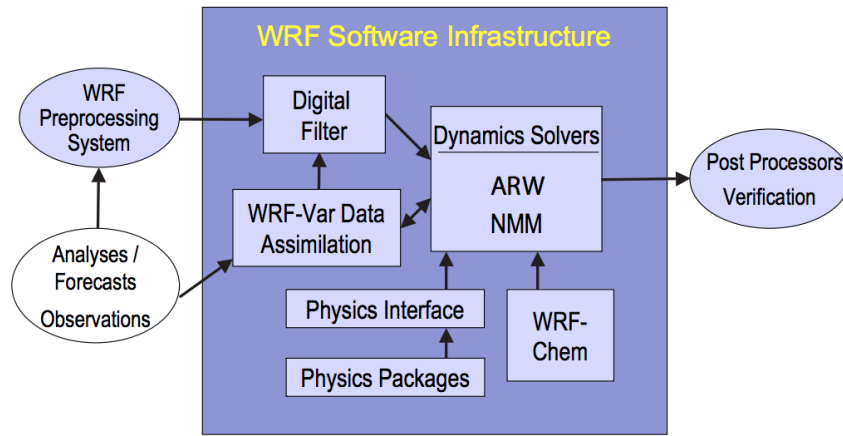 WRF Software Infrastructure
WRF
Preprocessing
System
Digital
Filter
Dynamics Solvers
ARW
NMM
Post Processors
Verification
WRF-Var Data
Assimilation
Analyses /
Forecasts
Observations
Physics Interface
WRF-
Chem
Physics Packages